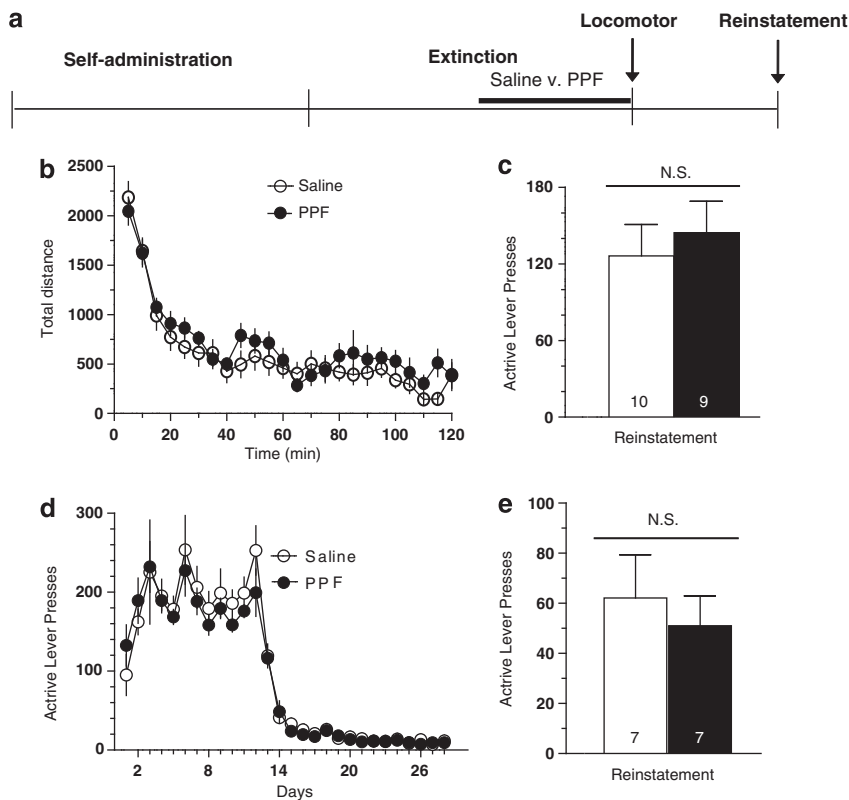 a
Locomotor
Reinstatement
Self-administration
Extinction
Saline v. PPF
b
2500
2000
1500
1000
500
0
Total distance
0
20
40
60
80
100
120
Time (min)
Saline
PPF
c
N.S.
180
120
60
0
Actrive Lever Presses
10
9
Reinstatement
d
300
200
100
0
Actrive Lever Presses
2
8
14
20
26
Days
Saline
PPF
e
N.S.
100
80
60
40
20
0
Actrive Lever Presses
7
7
Reinstatement